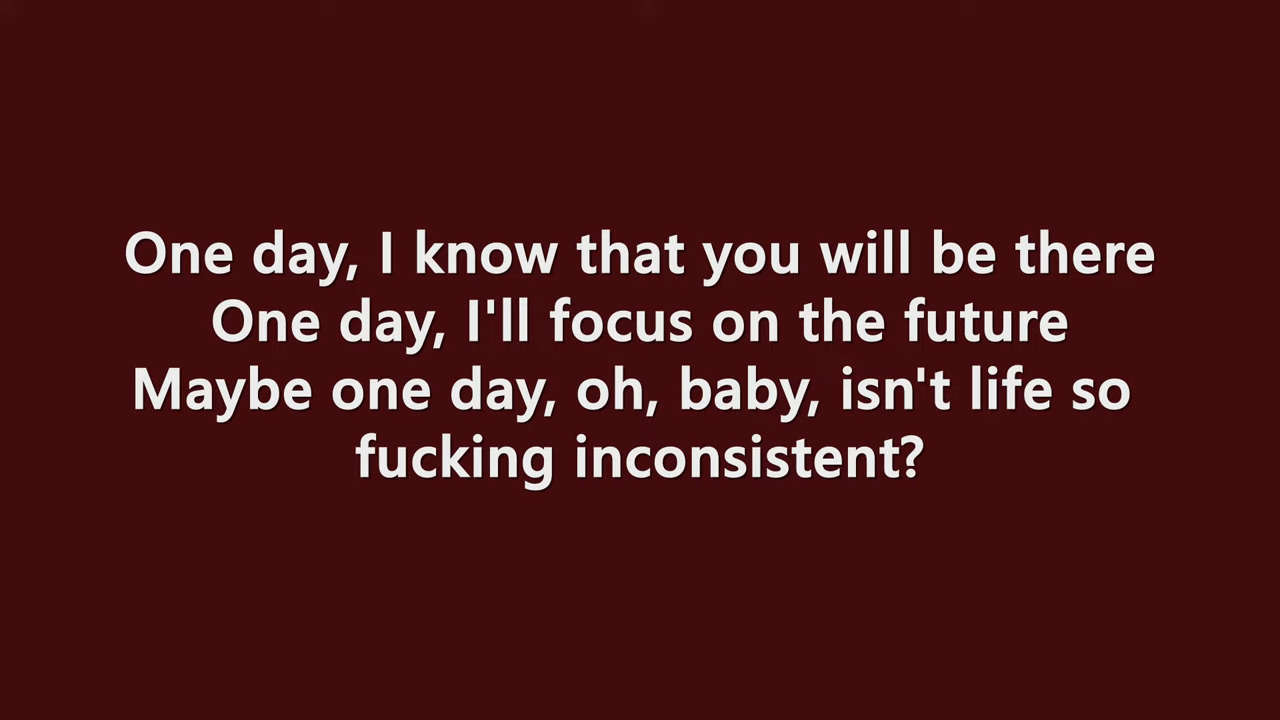 One day, I know that you will be there
One day, I'll focus on the future
Maybe one day, oh, baby, isn't life so
fucking inconsistent?